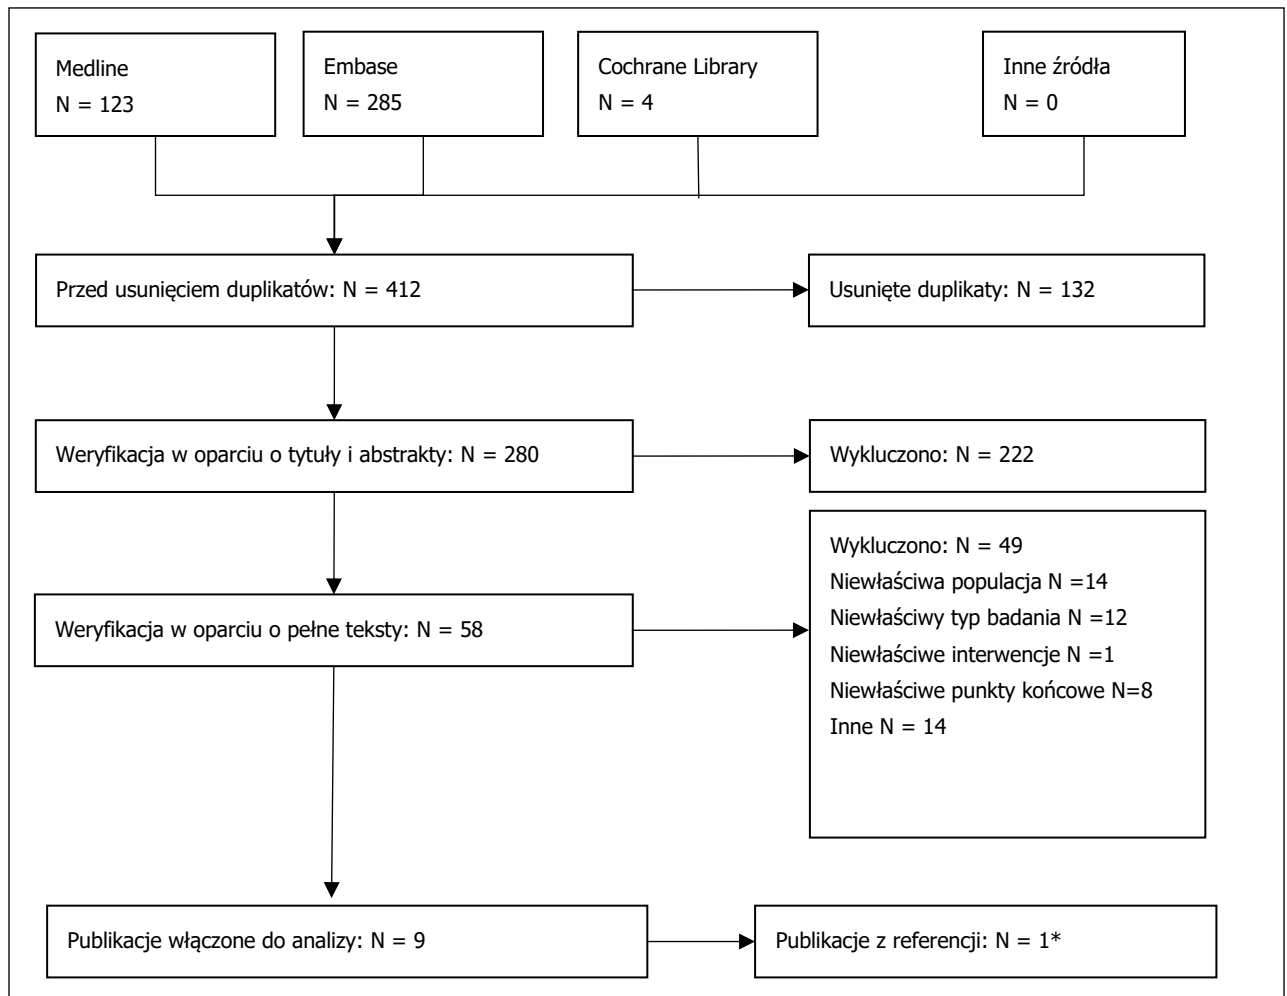 Medline
N = 123
Embase
N = 285
Cochrane Library
N = 4
Inne źródła
N = 0
Przed usunięciem duplikatów: N = 412
Usunięte duplikaty: N = 132
Weryfikacja w oparciu o tytuły i abstrakty: N = 280
Wykluczono: N = 222
Weryfikacja w oparciu o pełne teksty: N = 58
Wykluczono: N = 49
Niewłaściwa populacja N =14
Niewłaściwy typ badania N =12
Niewłaściwe interwencje N =1
Niewłaściwe punkty końcowe N=8
Inne N = 14
Publikacje włączone do analizy: N = 9
Publikacje z referencji: N = 1*